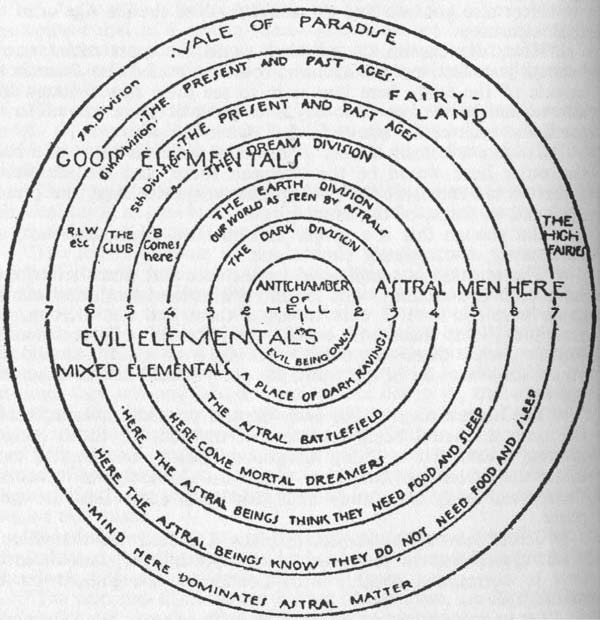 7th Division
·VALE OF PARADISE
6th Division·
·THE PRESENT AND PAST AGES·
FAIRY-LAND
5th Division·
·THE PRESENT AND PAST AGES
GOOD ELEMENTALS
DREAM DIVISION
THE EARTH DIVISION
OUR WORLD AS SEEN BY ASTRALS
THE DARK DIVISION
R.L.W etc
THE CLUB
B Comes here
THE HIGH FAIRIES
ANTICHAMBER OF HELL
ASTRAL MEN HERE
7 6 5 4 3 2 2 4 5 6 7
EVIL ELEMENTALS
EVIL BEING ONLY
MIXED ELEMENTALS
A PLACE OF DARK RAVINGS
THE ASTRAL BATTLEFIELD
HERE COME MORTAL DREAMERS
·HERE THE ASTRAL BEINGS THINK THEY NEED FOOD AND SLEEP
HERE THE ASTRAL BEINGS KNOW THEY DO, NOT NEED FOOD AND SLEEP
·MIND HERE DOMINATES ASTRAL MATTER